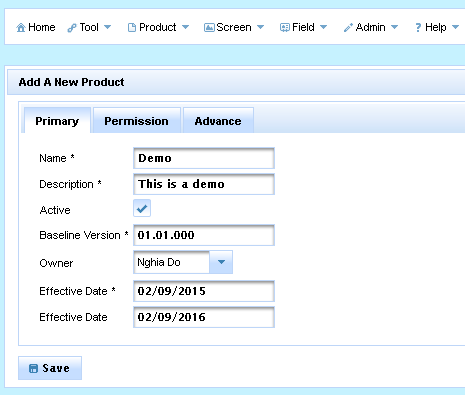 Home Tool Product Screen Field Admin Help
Add A New Product
Primary Permission Advance
Name * Demo
Description * This is a demo
Active
Baseline Version * 01.01.000
Owner Nghia Do
Effective Date * 02/09/2015
Effective Date 02/09/2016
Save